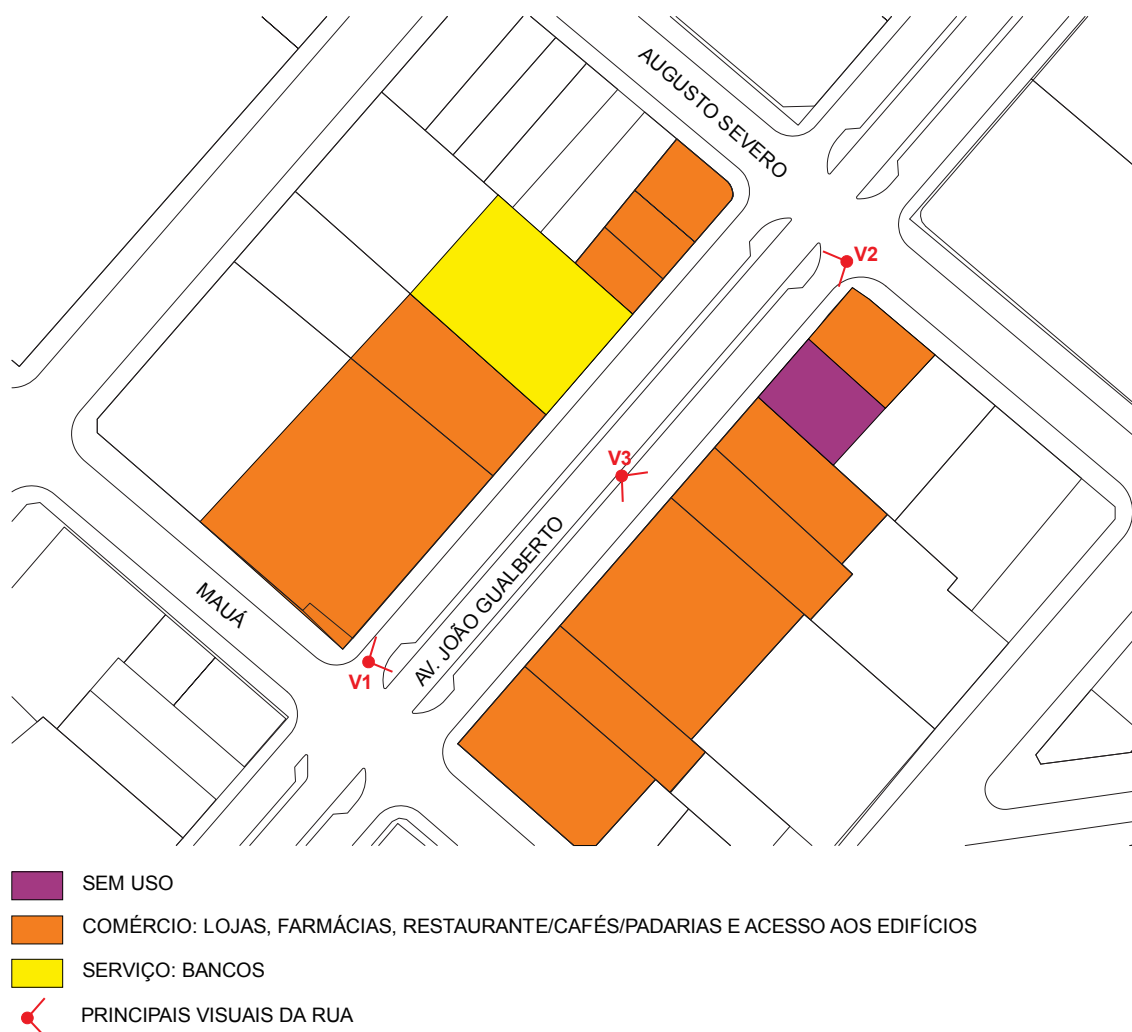 AUGUSTO SEVERO
V2
V3
AV. JOÃO GUALBERTO
MAUÁ
V1
SEM USO
COMÉRCIO: LOJAS, FARMÁCIAS, RESTAURANTE/CAFÉS/PADARIAS E ACESSO AOS EDIFÍCIOS
SERVIÇO: BANCOS
PRINCIPAIS VISUAIS DA RUA